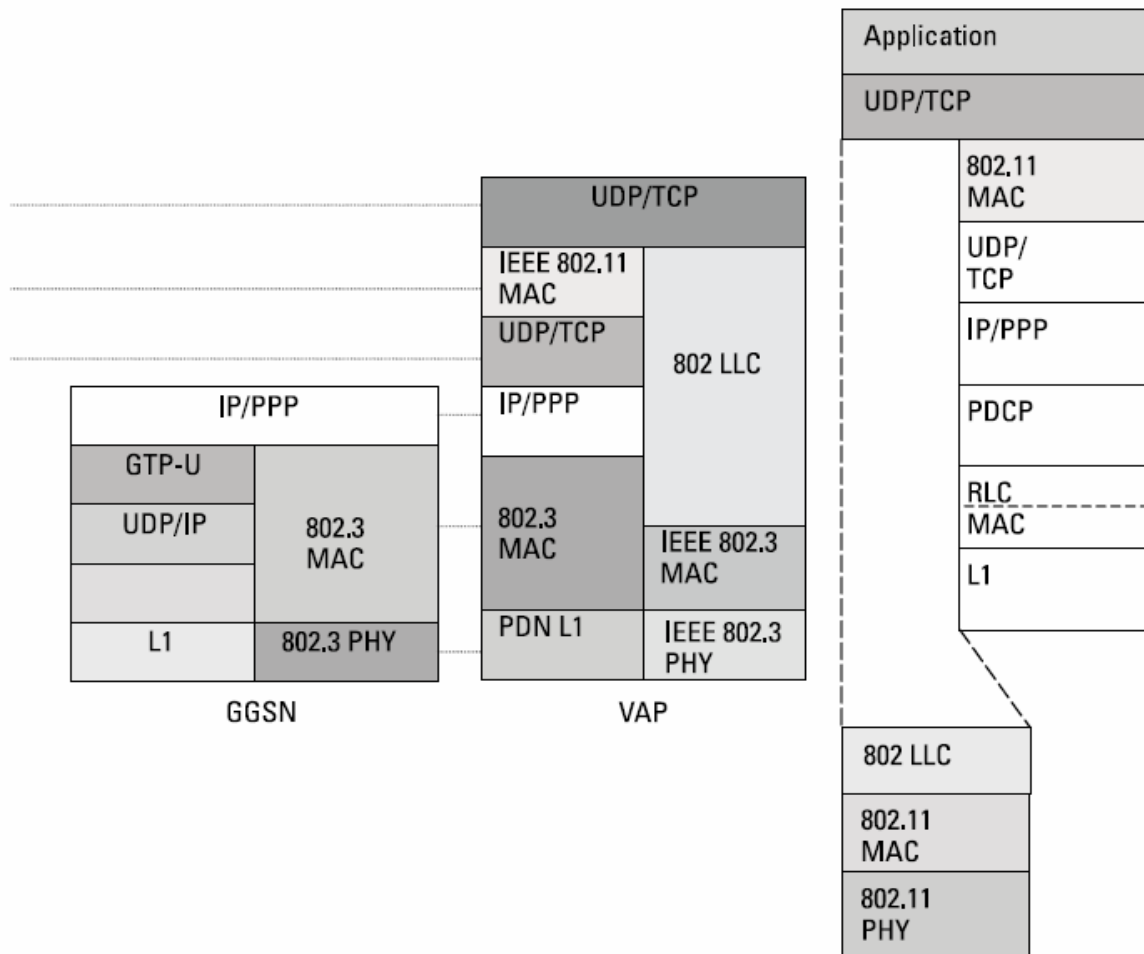 Application
UDP/TCP
802.11
MAC
UDP/
TCP
IP/PPP
PDCP
RLC
MAC
L1
802 LLC
802.11
MAC
802.11
PHY
UDP/TCP
IEEE 802.11
MAC
UDP/TCP
IP/PPP
802.3
MAC
PDN L1
802 LLC
IEEE 802.3
MAC
IEEE 802.3
PHY
VAP
IP/PPP
GTP-U
UDP/IP
L1
802.3
MAC
802.3 PHY
GGSN